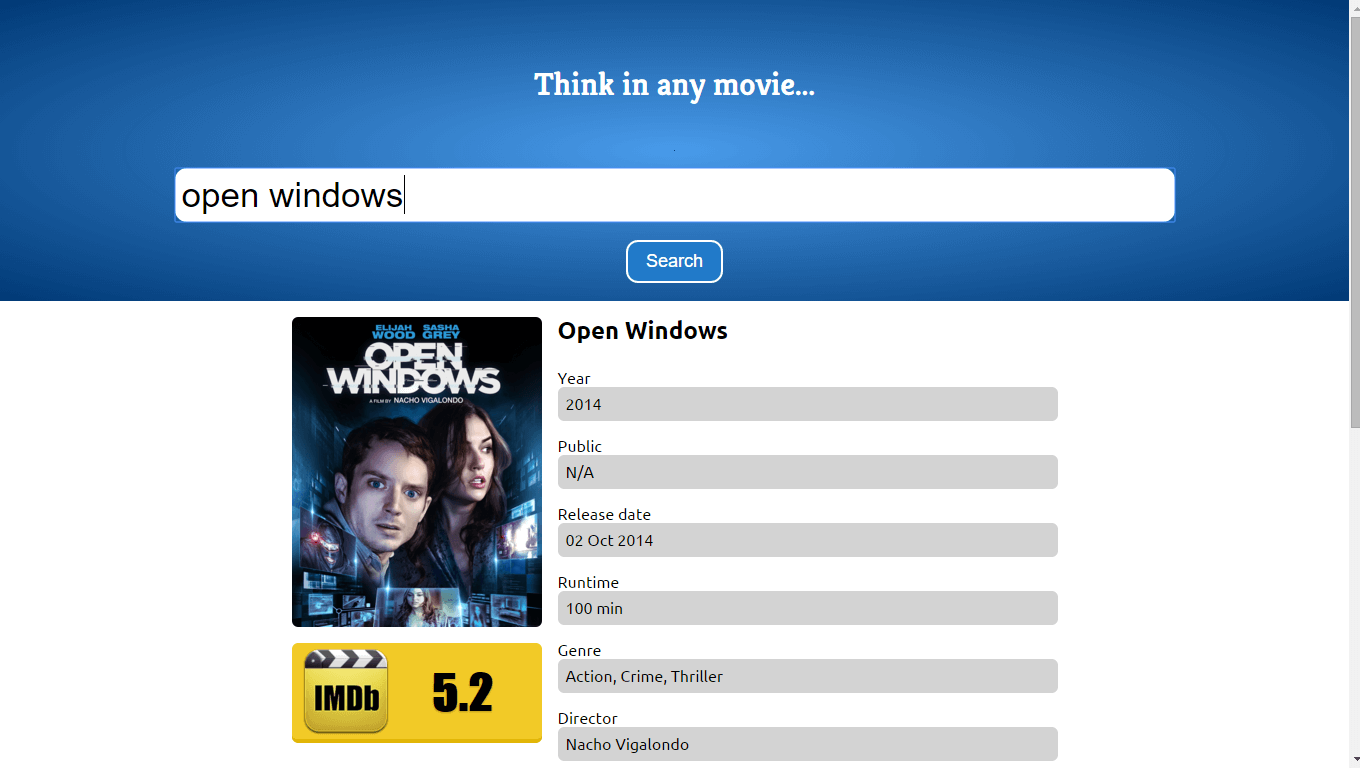 Think in any movie...
open windows
Search
ELIJAH WOOD SASHA GREY
OPEN
WINDOWS
A FILM BY NACHO VIGALONDO
Open Windows
Year
2014
Public
N/A
Release date
02 Oct 2014
Runtime
100 min
Genre
Action, Crime, Thriller
Director
Nacho Vigalondo
IMDb
5.2